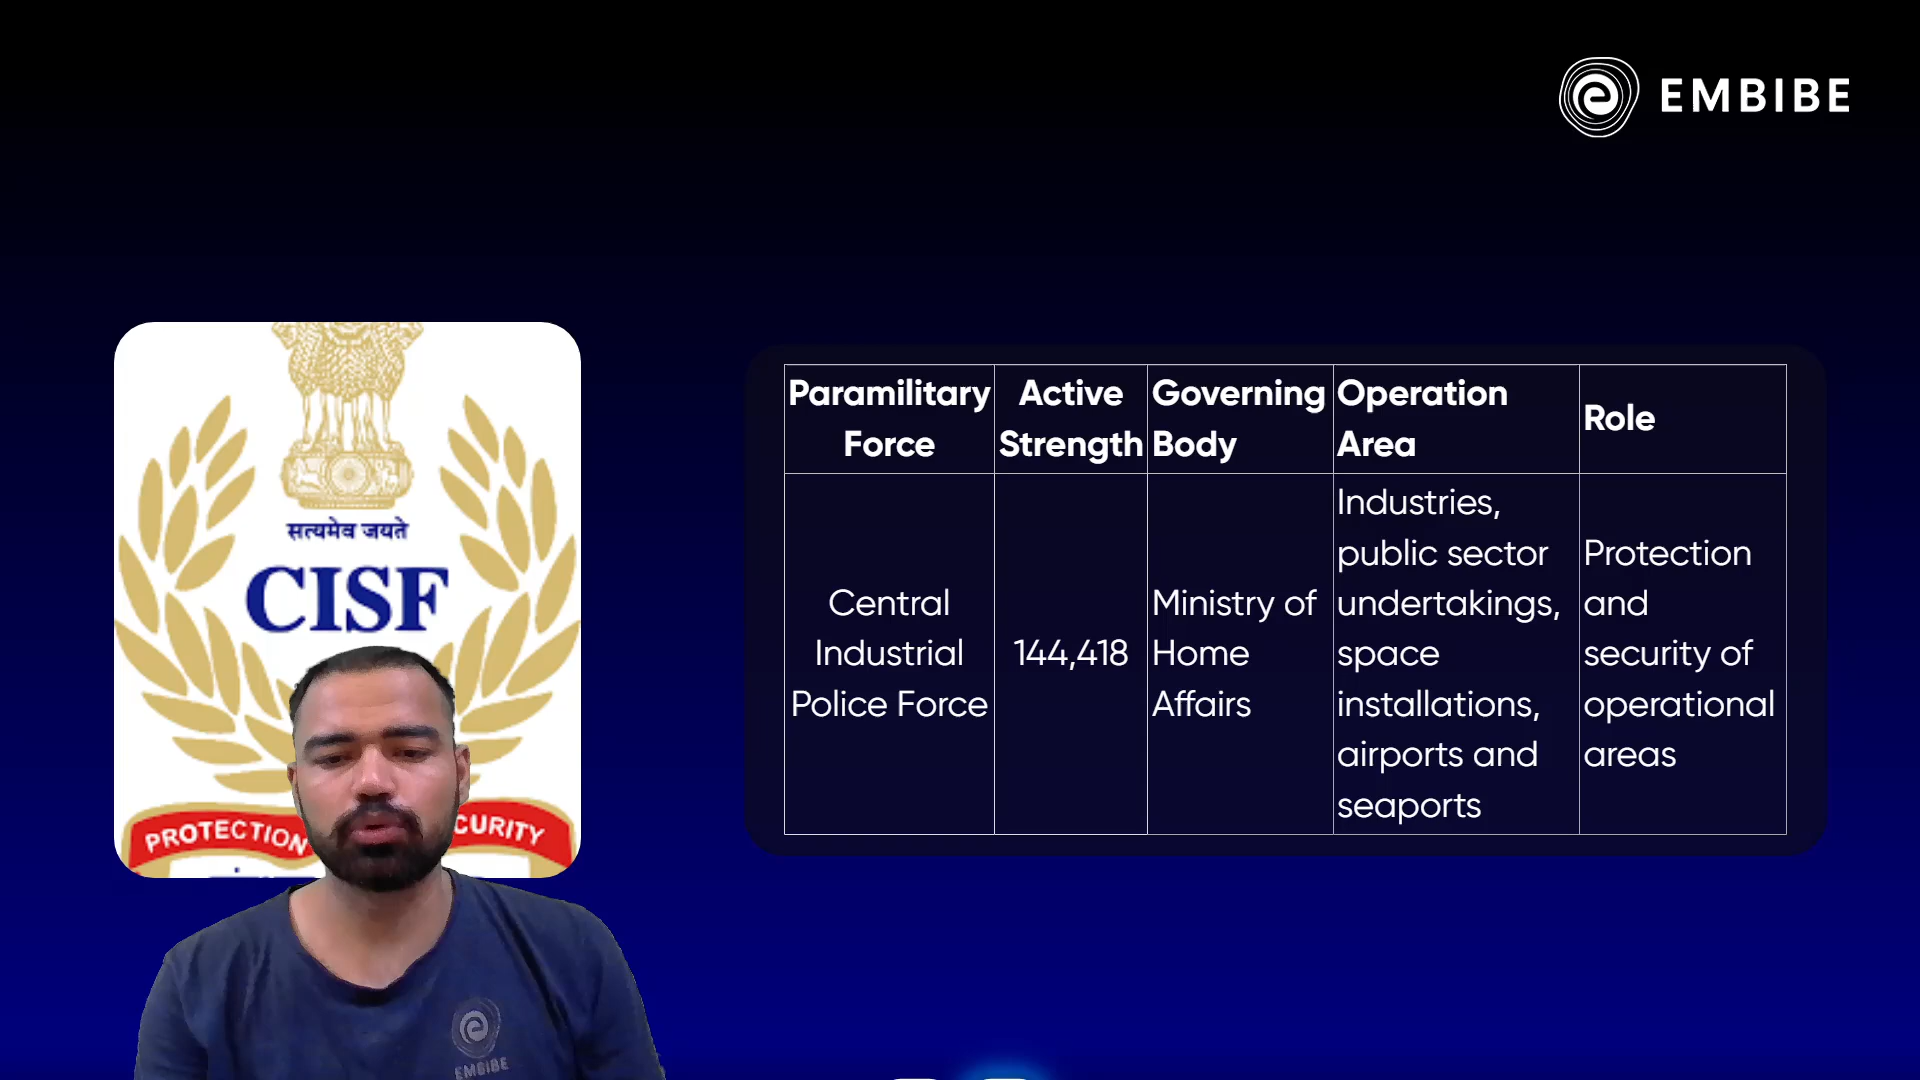 EMBIBE
सत्यमेव जयते
CISF
PROTECTION
CURITY
EMBIBE
Paramilitary Force
Active Strength
Governing Body
Operation Area
Role
Central
Industrial
Police Force
144,418
Ministry of
Home
Affairs
Industries,
public sector
undertakings,
space
installations,
airports and
seaports
Protection
and
security of
operational
areas